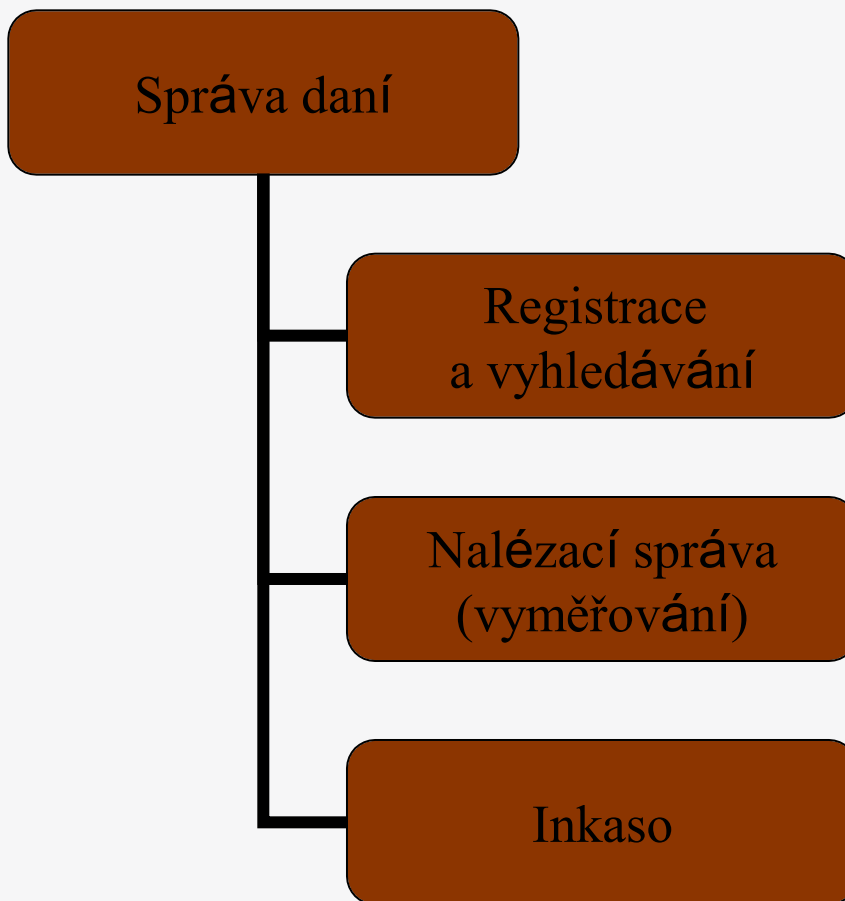 Správa daní
Registrace
a vyhledávání
Nalézací správa
(vyměřování)
Inkaso